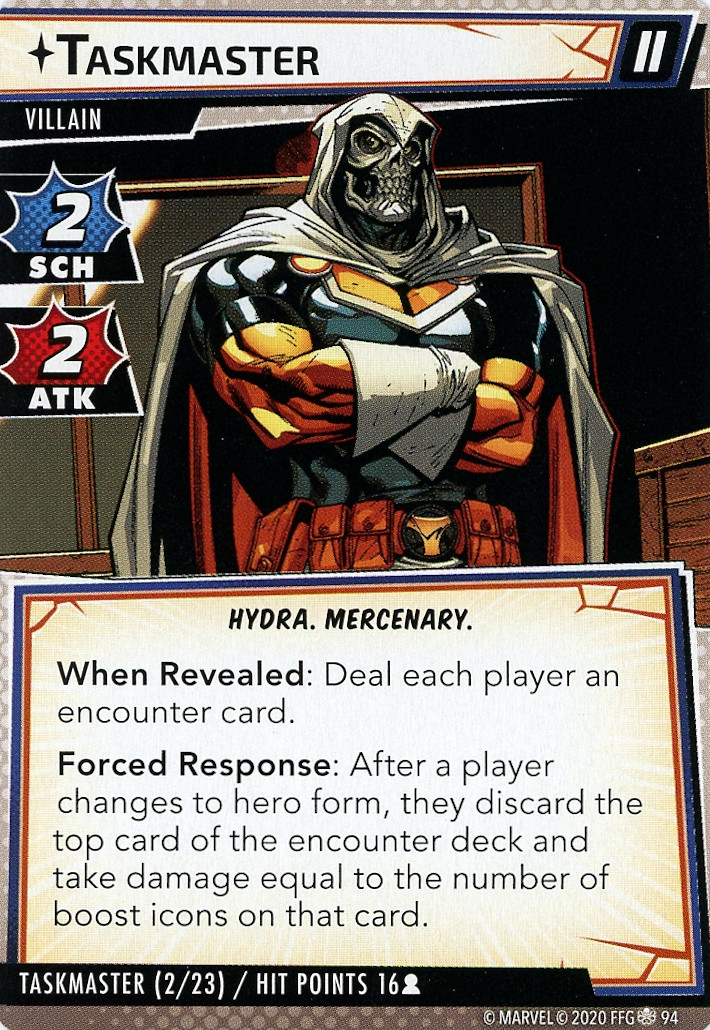 TASKMASTER
II
VILLAIN
2
SCH
2
ATK
HYDRA. MERCENARY.
When Revealed: Deal each player an
encounter card.
Forced Response: After a player
changes to hero form, they discard the
top card of the encounter deck and
take damage equal to the number of
boost icons on that card.
TASKMASTER (2/23) / HIT POINTS 16
© MARVEL © 2020 FFG 94